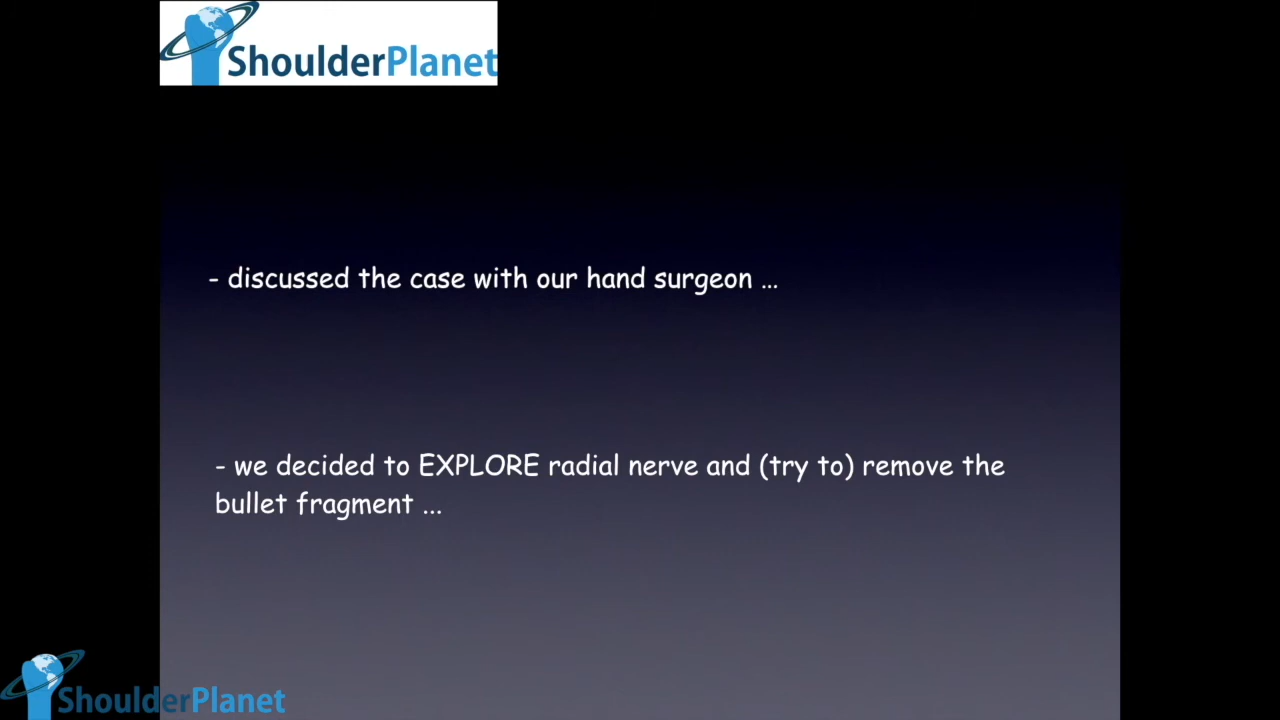 ShoulderPlanet
- discussed the case with our hand surgeon ...
- we decided to EXPLORE radial nerve and (try to) remove the
bullet fragment ...
ShoulderPlanet